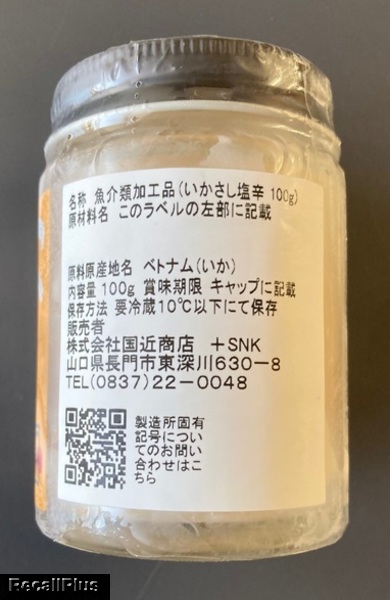 名称 魚介類加工品(いかさし塩辛 100g)
原材料名 このラベルの左部に記載
原料原産地名 ベトナム(いか)
内容量 100g 賞味期限 キャップに記載
保存方法 要冷蔵10℃以下にて保存
販売者
株式会社国近商店 +SNK
山口県長門市東深川630-8
TEL(0837)22-0048
製造所固有
記号につい
てのお問い
合わせはこ
ちら
RecallPlus